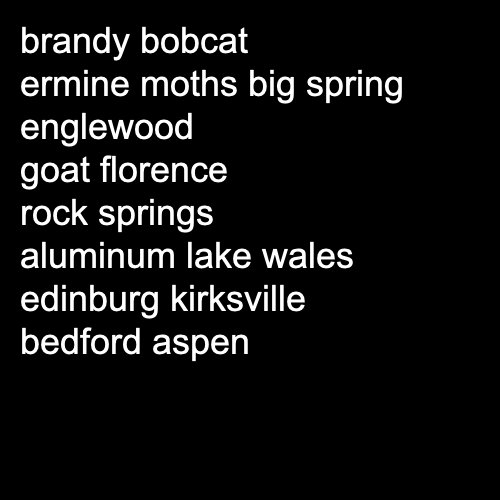 brandy bobcat
ermine moths big spring
englewood
goat florence
rock springs
aluminum lake wales
edinburg kirksville
bedford aspen